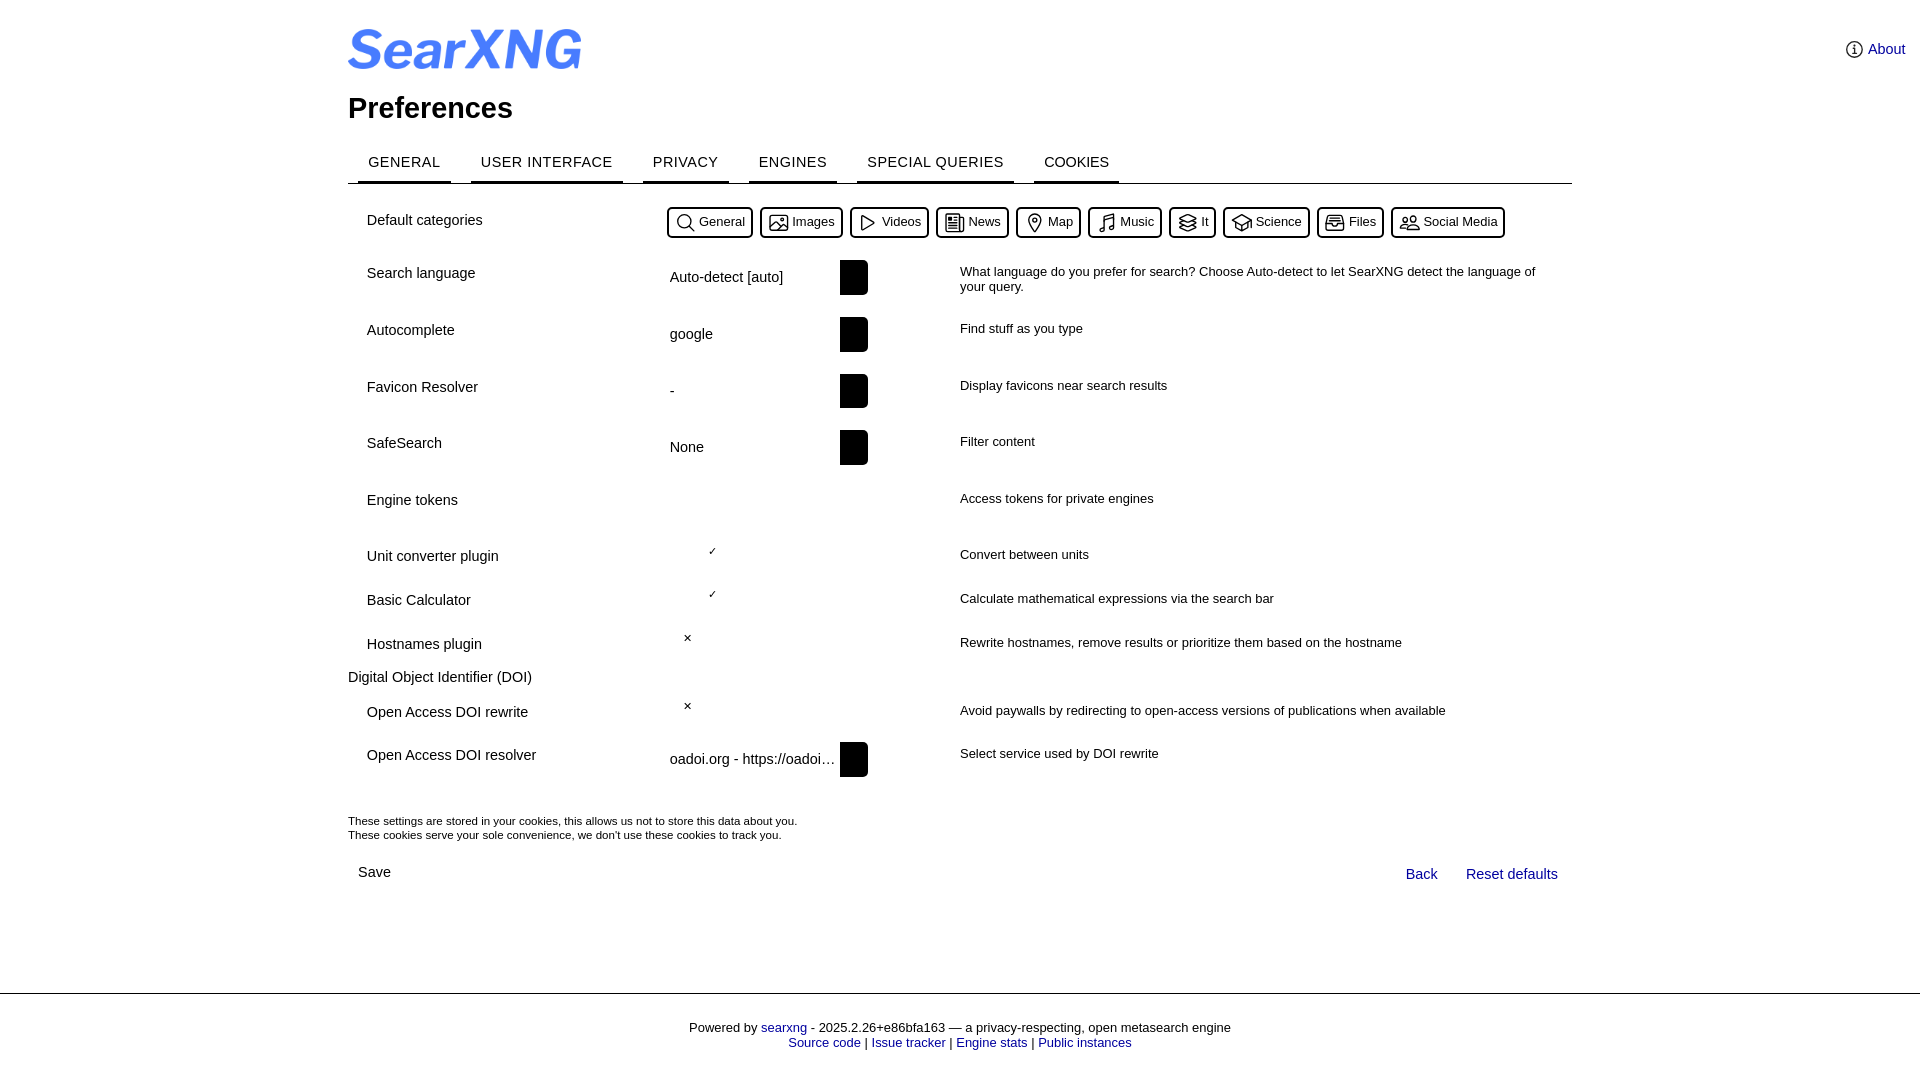 SearXNG
About
Preferences
GENERAL USER INTERFACE PRIVACY ENGINES SPECIAL QUERIES COOKIES
Default categories General Images Videos News Map Music It Science Files Social Media
Search language Auto-detect [auto] What language do you prefer for search? Choose Auto-detect to let SearXNG detect the language of
your query.
Autocomplete google Find stuff as you type
Favicon Resolver - Display favicons near search results
SafeSearch None Filter content
Engine tokens Access tokens for private engines
Unit converter plugin ✓ Convert between units
Basic Calculator ✓ Calculate mathematical expressions via the search bar
Hostnames plugin × Rewrite hostnames, remove results or prioritize them based on the hostname
Digital Object Identifier (DOI)
Open Access DOI rewrite × Avoid paywalls by redirecting to open-access versions of publications when available
Open Access DOI resolver oadoi.org - https://oadoi… Select service used by DOI rewrite
These settings are stored in your cookies, this allows us not to store this data about you.
These cookies serve your sole convenience, we don't use these cookies to track you.
Save Back Reset defaults
Powered by searxng - 2025.2.26+e86bfa163 — a privacy-respecting, open metasearch engine
Source code | Issue tracker | Engine stats | Public instances